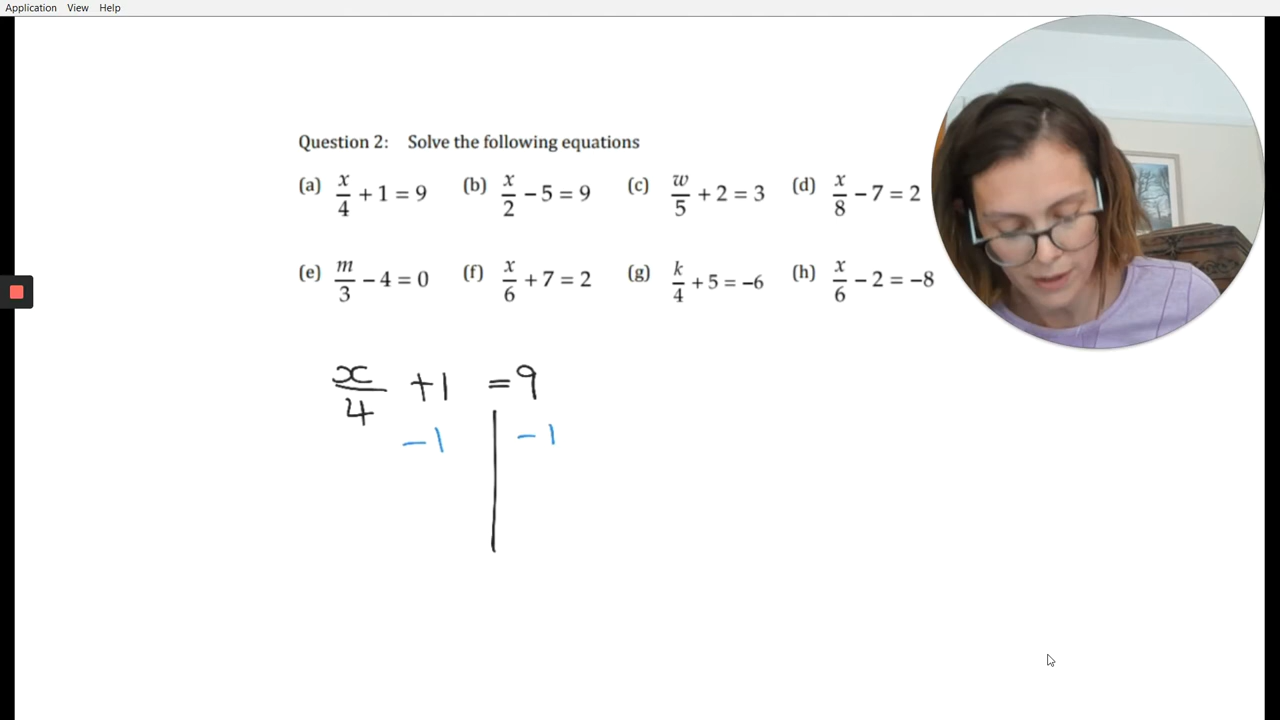 Application View Help
Question 2: Solve the following equations
(a) x/4 + 1 = 9 (b) x/2 − 5 = 9 (c) w/5 + 2 = 3 (d) x/8 − 7 = 2
(e) m/3 − 4 = 0 (f) x/6 + 7 = 2 (g) k/4 + 5 = −6 (h) x/6 − 2 = −8
x/4 +1 = 9
−1 −1